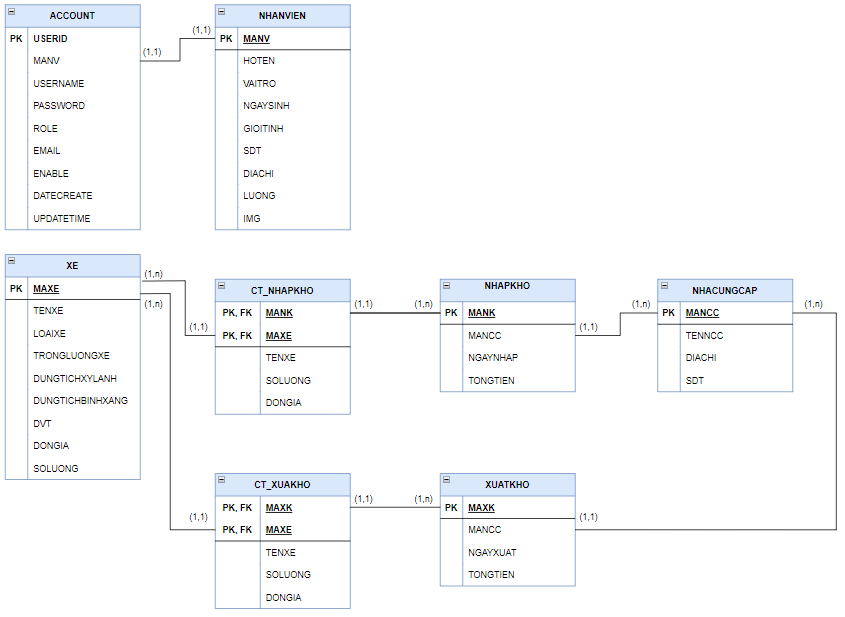 ACCOUNT
PK USERID
MANV
USERNAME
PASSWORD
ROLE
EMAIL
ENABLE
DATECREATE
UPDATETIME
(1,1)
(1,1)
NHANVIEN
PK MANV
HOTEN
VAITRO
NGAYSINH
GIOITINH
SDT
DIACHI
LUONG
IMG
XE
PK MAXE
TENXE
LOAIXE
TRONGLUONGXE
DUNGTICHXYLANH
DUNGTICHBINHXANG
DVT
DONGIA
SOLUONG
(1,n)
(1,n)
(1,1)
(1,1)
CT_NHAPKHO
PK, FK MANK
PK, FK MAXE
TENXE
SOLUONG
DONGIA
(1,1)
(1,n)
NHAPKHO
PK MANK
MANCC
NGAYNHAP
TONGTIEN
(1,1)
(1,n)
NHACUNGCAP
PK MANCC
TENNCC
DIACHI
SDT
(1,n)
CT_XUAKHO
PK, FK MAXK
PK, FK MAXE
TENXE
SOLUONG
DONGIA
(1,1)
(1,n)
XUATKHO
PK MAXK
MANCC
NGAYXUAT
TONGTIEN
(1,1)